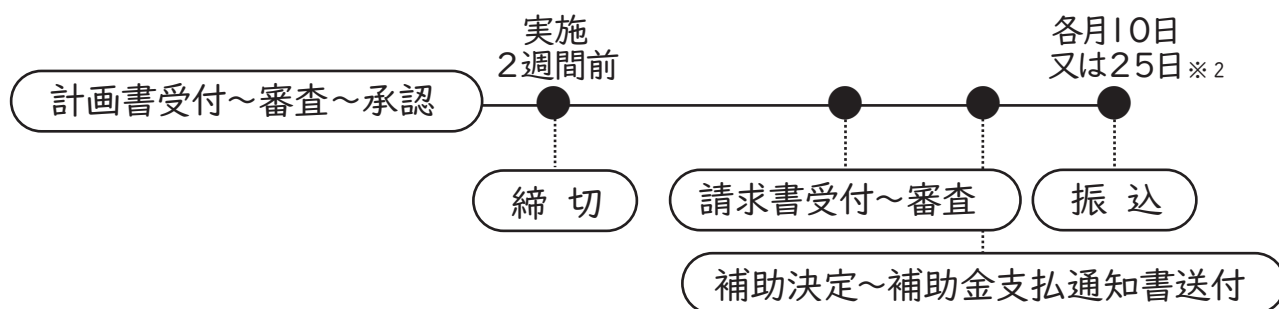 実施
2週間前
各月10日
又は25日※2
計画書受付～審査～承認
締切
請求書受付～審査
振込
補助決定～補助金支払通知書送付